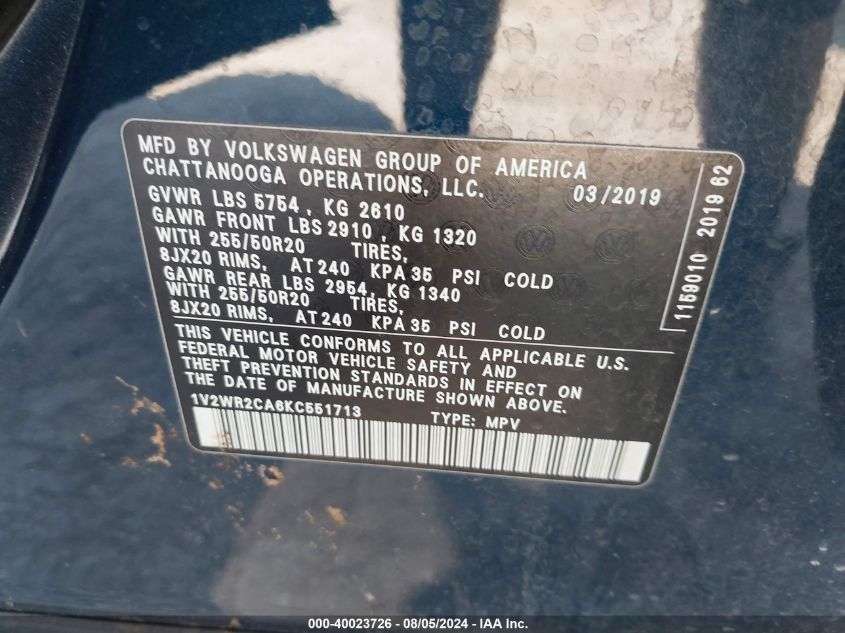 MFD BY VOLKSWAGEN GROUP OF AMERICA
CHATTANOOGA OPERATIONS, LLC. 03/2019
GVWR LBS 5754 , KG 2610
GAWR FRONT LBS 2910 , KG 1320
WITH 255/50R20 TIRES,
8JX20 RIMS, AT 240 KPA 35 PSI COLD
GAWR REAR LBS 2954, KG 1340
WITH 255/50R20 TIRES,
8JX20 RIMS, AT 240 KPA 35 PSI COLD
THIS VEHICLE CONFORMS TO ALL APPLICABLE U.S.
FEDERAL MOTOR VEHICLE SAFETY AND
THEFT PREVENTION STANDARDS IN EFFECT ON
THE DATE OF MANUFACTURE SHOWN ABOVE.
1V2WR2CA6KC551713 TYPE: MPV
1159010 2019 62
000-40023726 - 08/05/2024 - IAA Inc.